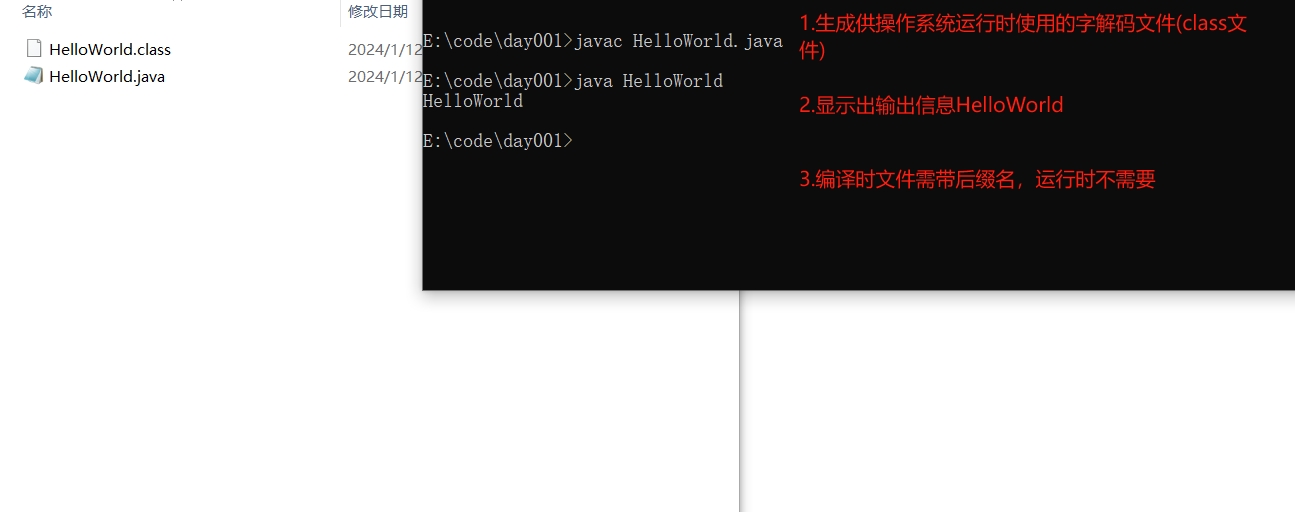 名称
修改日期
HelloWorld.class
2024/1/12
HelloWorld.java
2024/1/12
E:\code\day001>javac HelloWorld.java
E:\code\day001>java HelloWorld
HelloWorld
E:\code\day001>
1.生成供操作系统运行时使用的字解码文件(class文
件)
2.显示出输出信息HelloWorld
3.编译时文件需带后缀名，运行时不需要